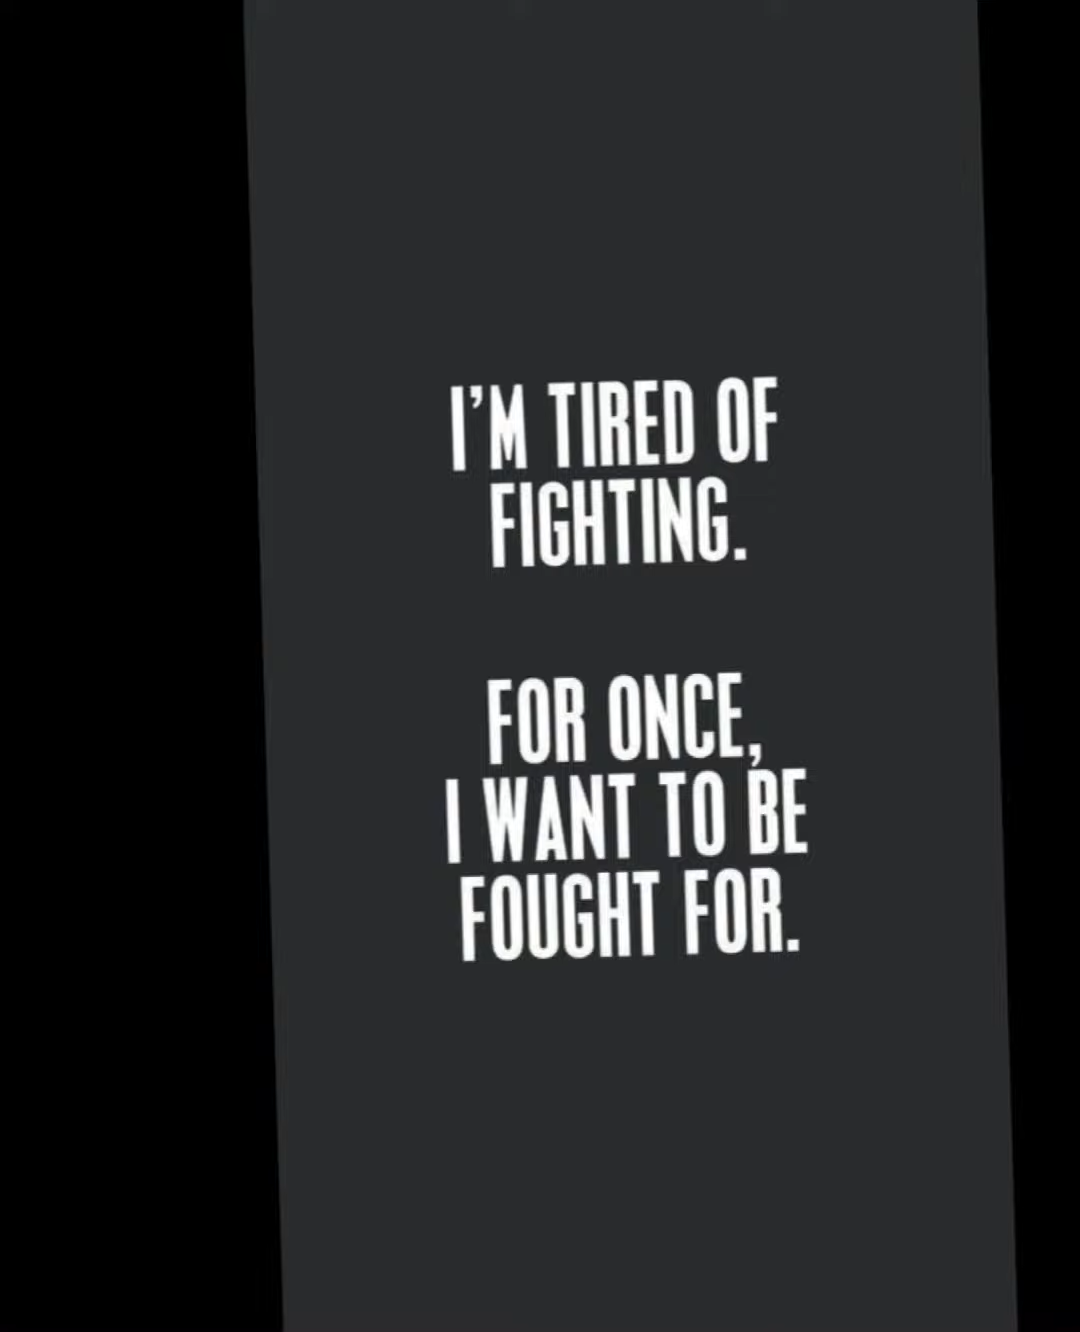 I'M TIRED OF
FIGHTING.
FOR ONCE,
I WANT TO BE
FOUGHT FOR.